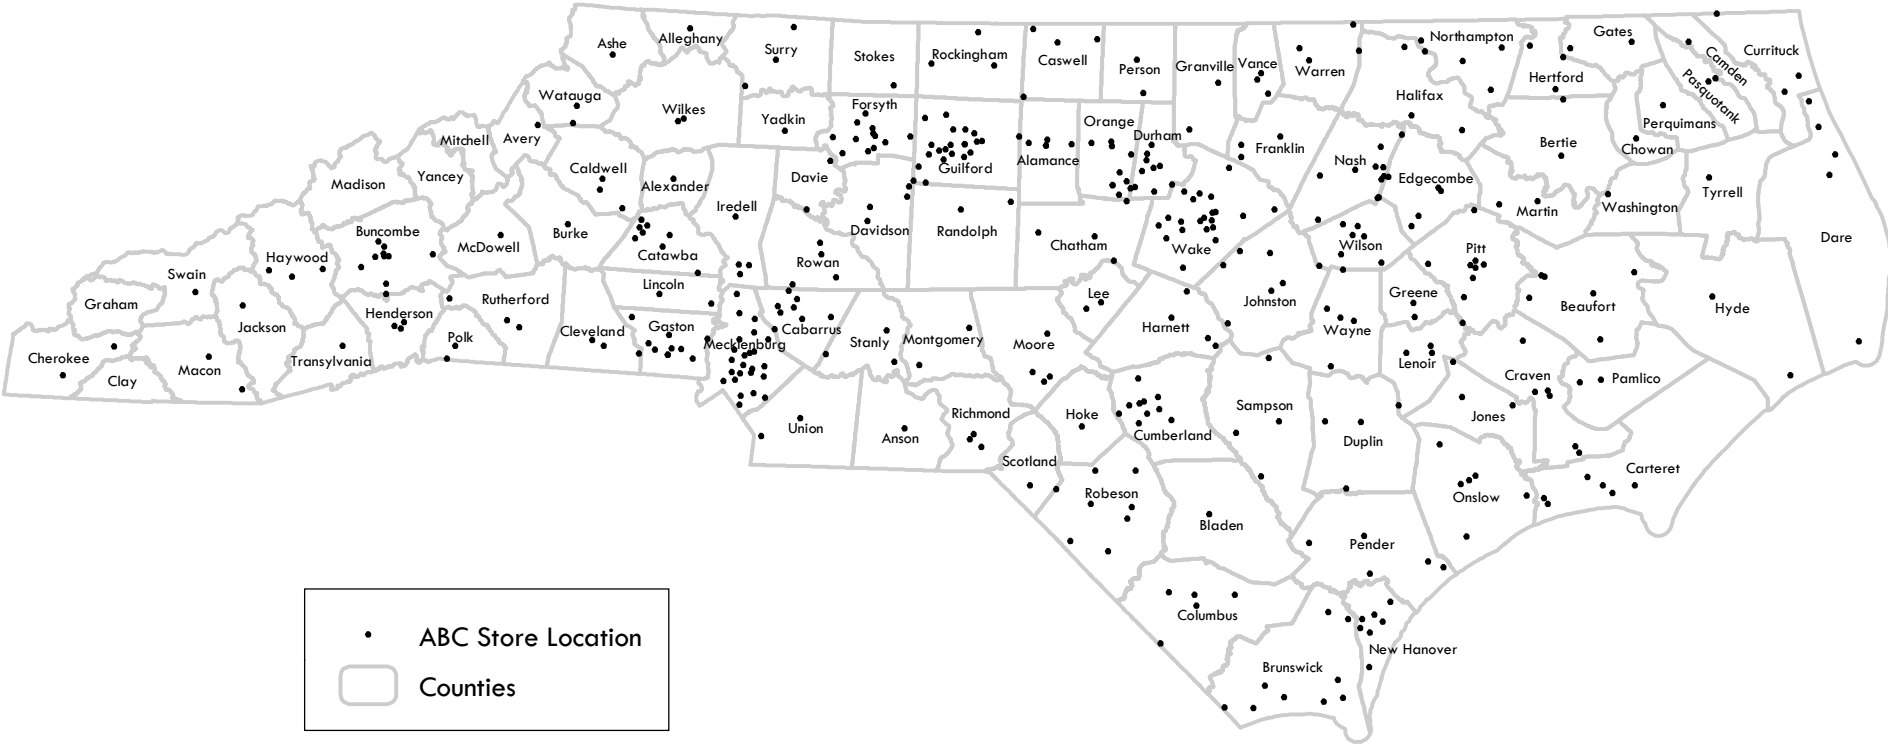 Ashe
Alleghany
Surry
Stokes
Rockingham
Caswell
Person
Granville
Vance
Warren
Northampton
Gates
Hertford
Camden
Currituck
Pasquotank
Perquimans
Chowan
Halifax
Bertie
Watauga
Wilkes
Yadkin
Forsyth
Guilford
Alamance
Orange
Durham
Franklin
Nash
Edgecombe
Martin
Washington
Tyrrell
Dare
Mitchell
Avery
Caldwell
Alexander
Davie
Iredell
Madison
Yancey
Buncombe
McDowell
Burke
Catawba
Rowan
Davidson
Randolph
Chatham
Wake
Wilson
Pitt
Beaufort
Hyde
Haywood
Swain
Graham
Jackson
Henderson
Rutherford
Polk
Cleveland
Lincoln
Gaston
Mecklenburg
Cabarrus
Stanly
Montgomery
Moore
Lee
Harnett
Johnston
Greene
Wayne
Lenoir
Craven
Pamlico
Cherokee
Clay
Macon
Transylvania
Union
Anson
Richmond
Scotland
Hoke
Cumberland
Sampson
Duplin
Jones
Onslow
Carteret
Robeson
Bladen
Pender
Columbus
New Hanover
Brunswick
ABC Store Location
Counties